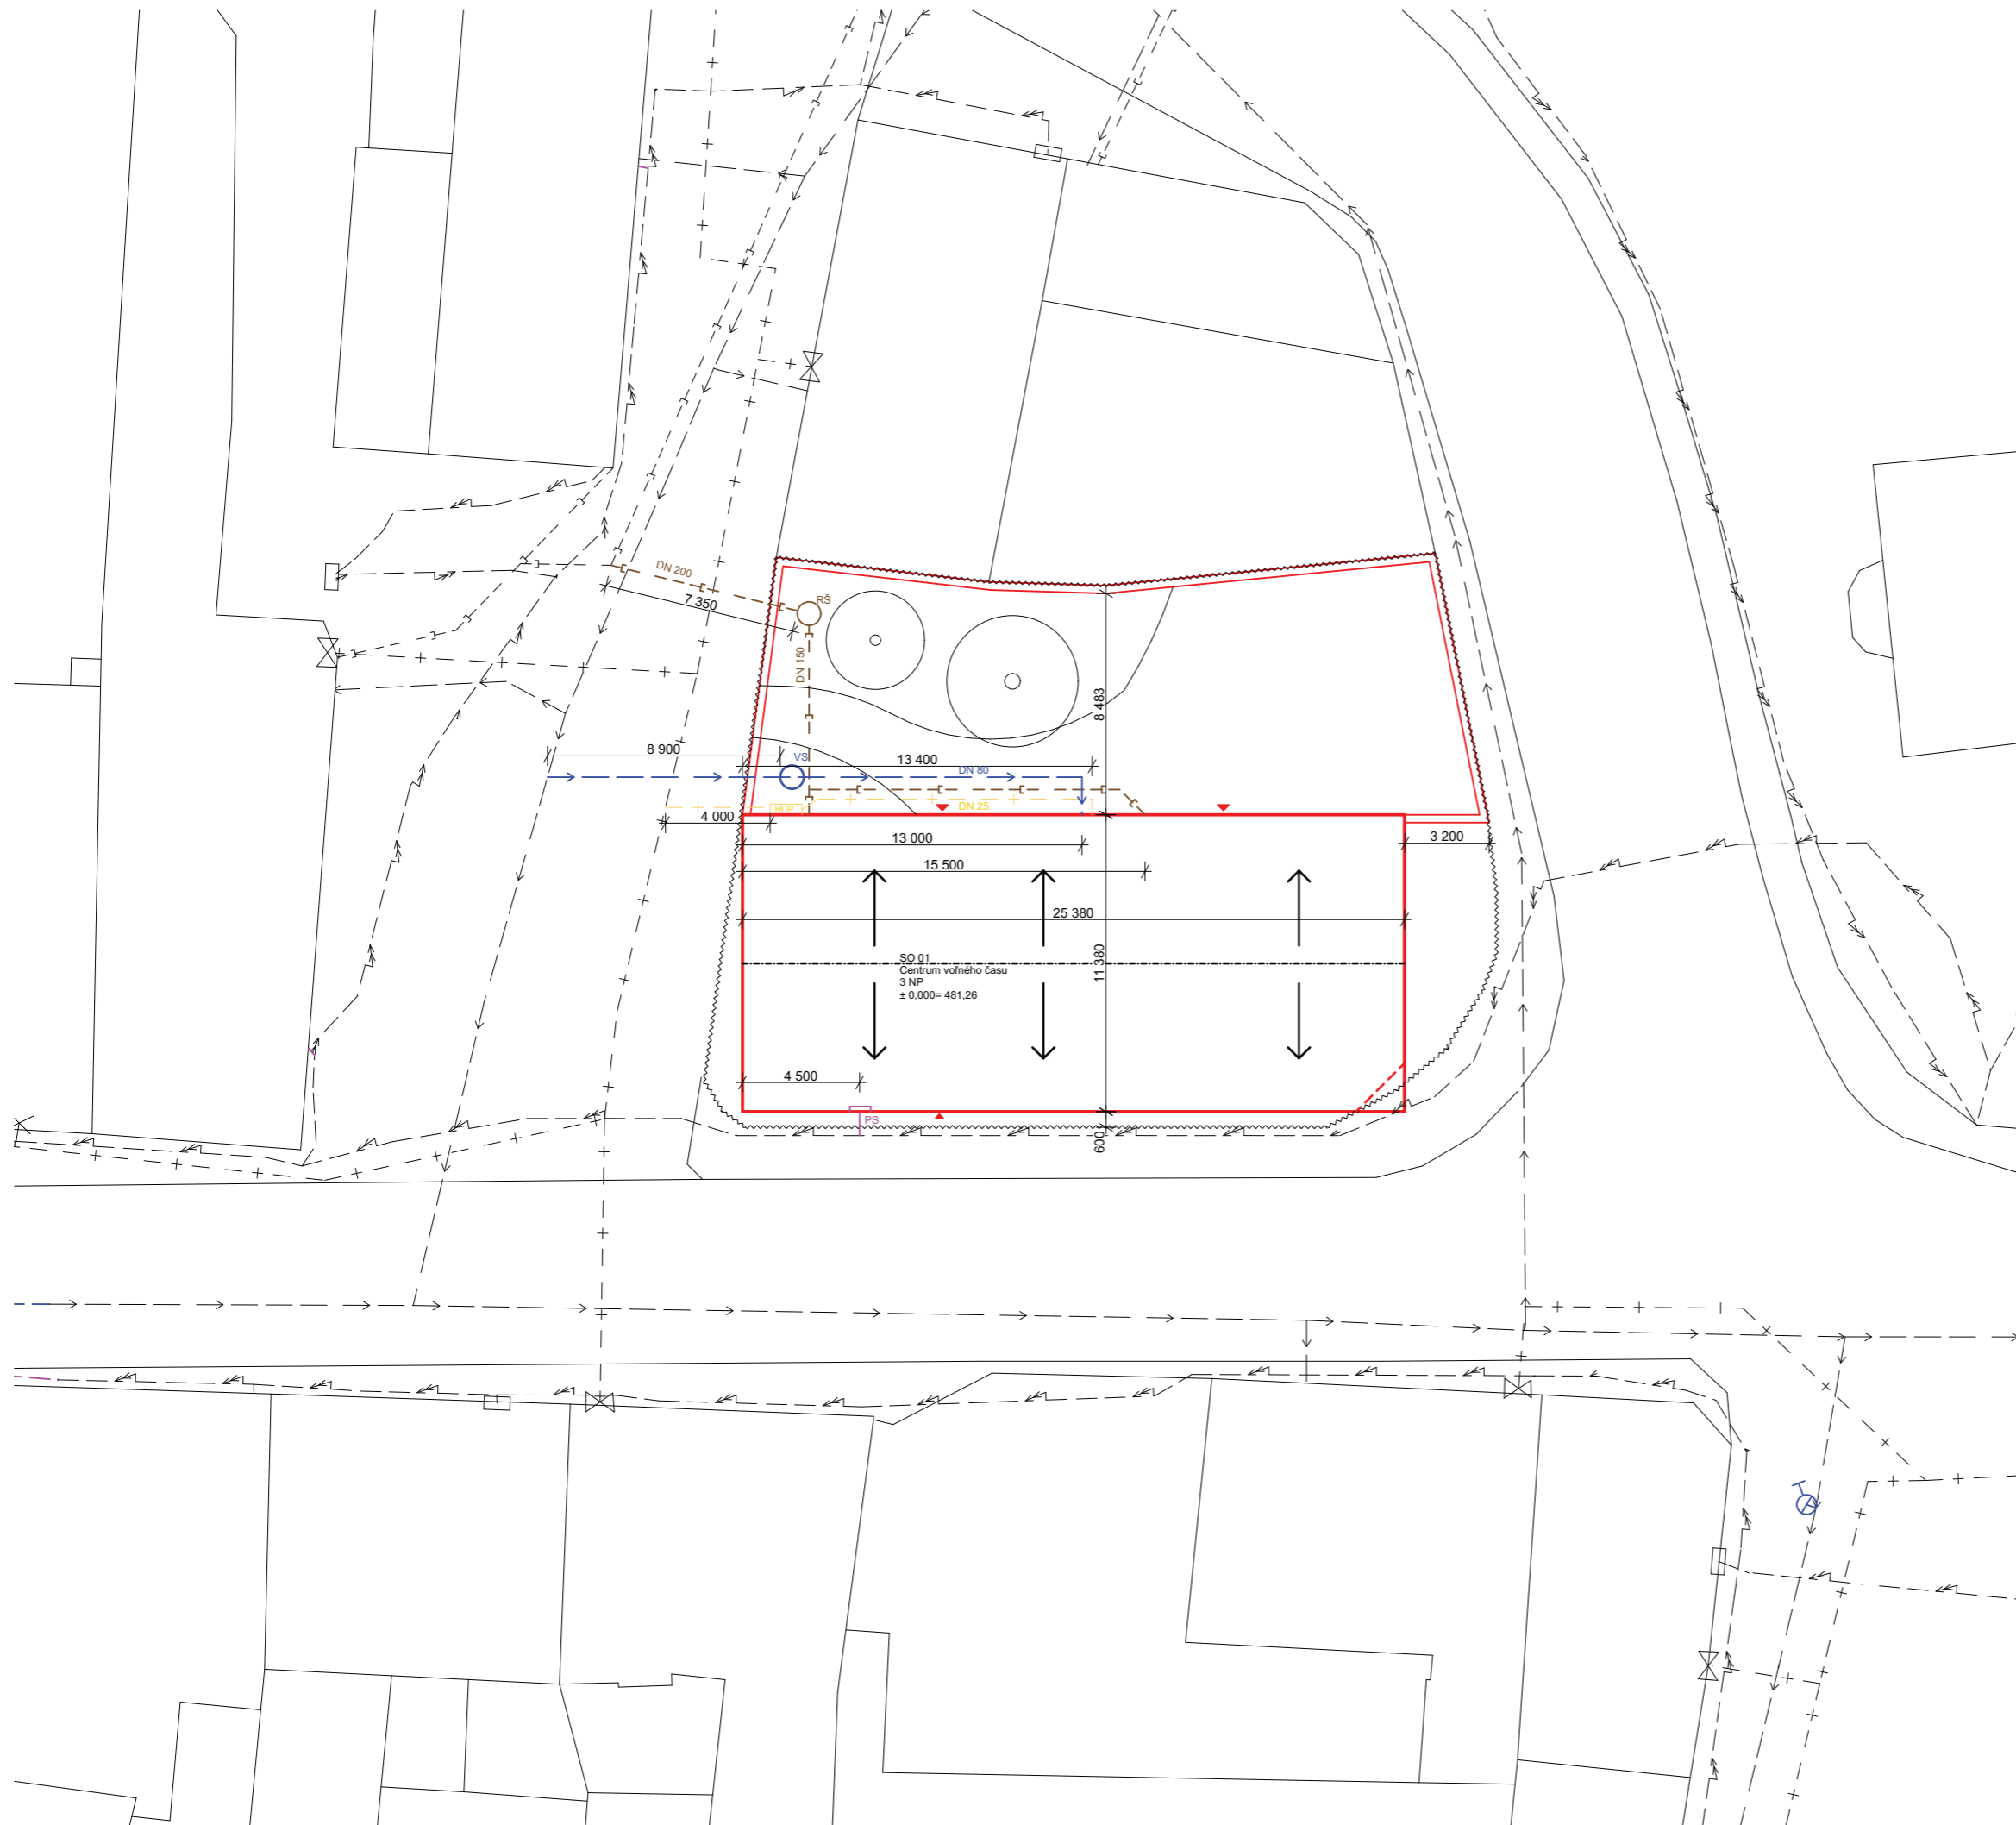 DN 200
RŠ
7 350
DN 150
8 483
8 900
VS
13 400
DN 80
HUP
DN 25
4 000
13 000
3 200
15 500
25 380
SO 01
Centrum voľného času
3 NP
± 0,000= 481,26
11 380
4 500
PS
600